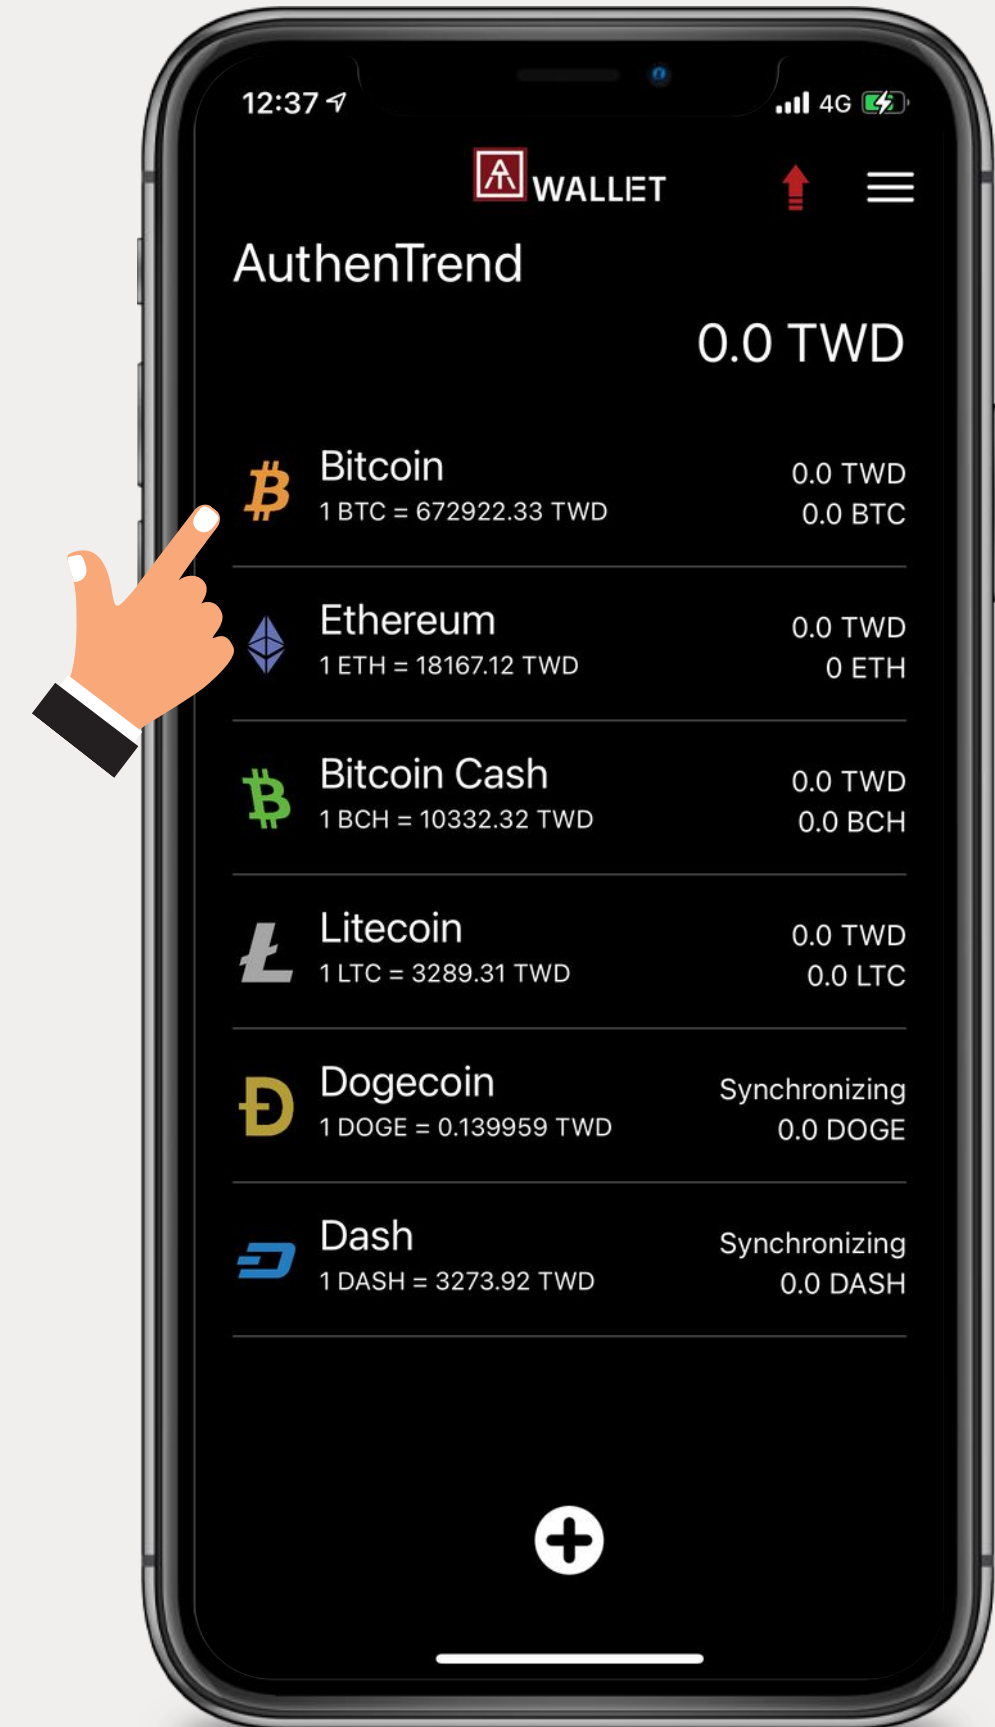 12:37
4G
AT WALLET
AuthenTrend
0.0 TWD
Bitcoin
0.0 TWD
1 BTC = 672922.33 TWD
0.0 BTC
Ethereum
0.0 TWD
1 ETH = 18167.12 TWD
0 ETH
Bitcoin Cash
0.0 TWD
1 BCH = 10332.32 TWD
0.0 BCH
Litecoin
0.0 TWD
1 LTC = 3289.31 TWD
0.0 LTC
Dogecoin
Synchronizing
1 DOGE = 0.139959 TWD
0.0 DOGE
Dash
Synchronizing
1 DASH = 3273.92 TWD
0.0 DASH